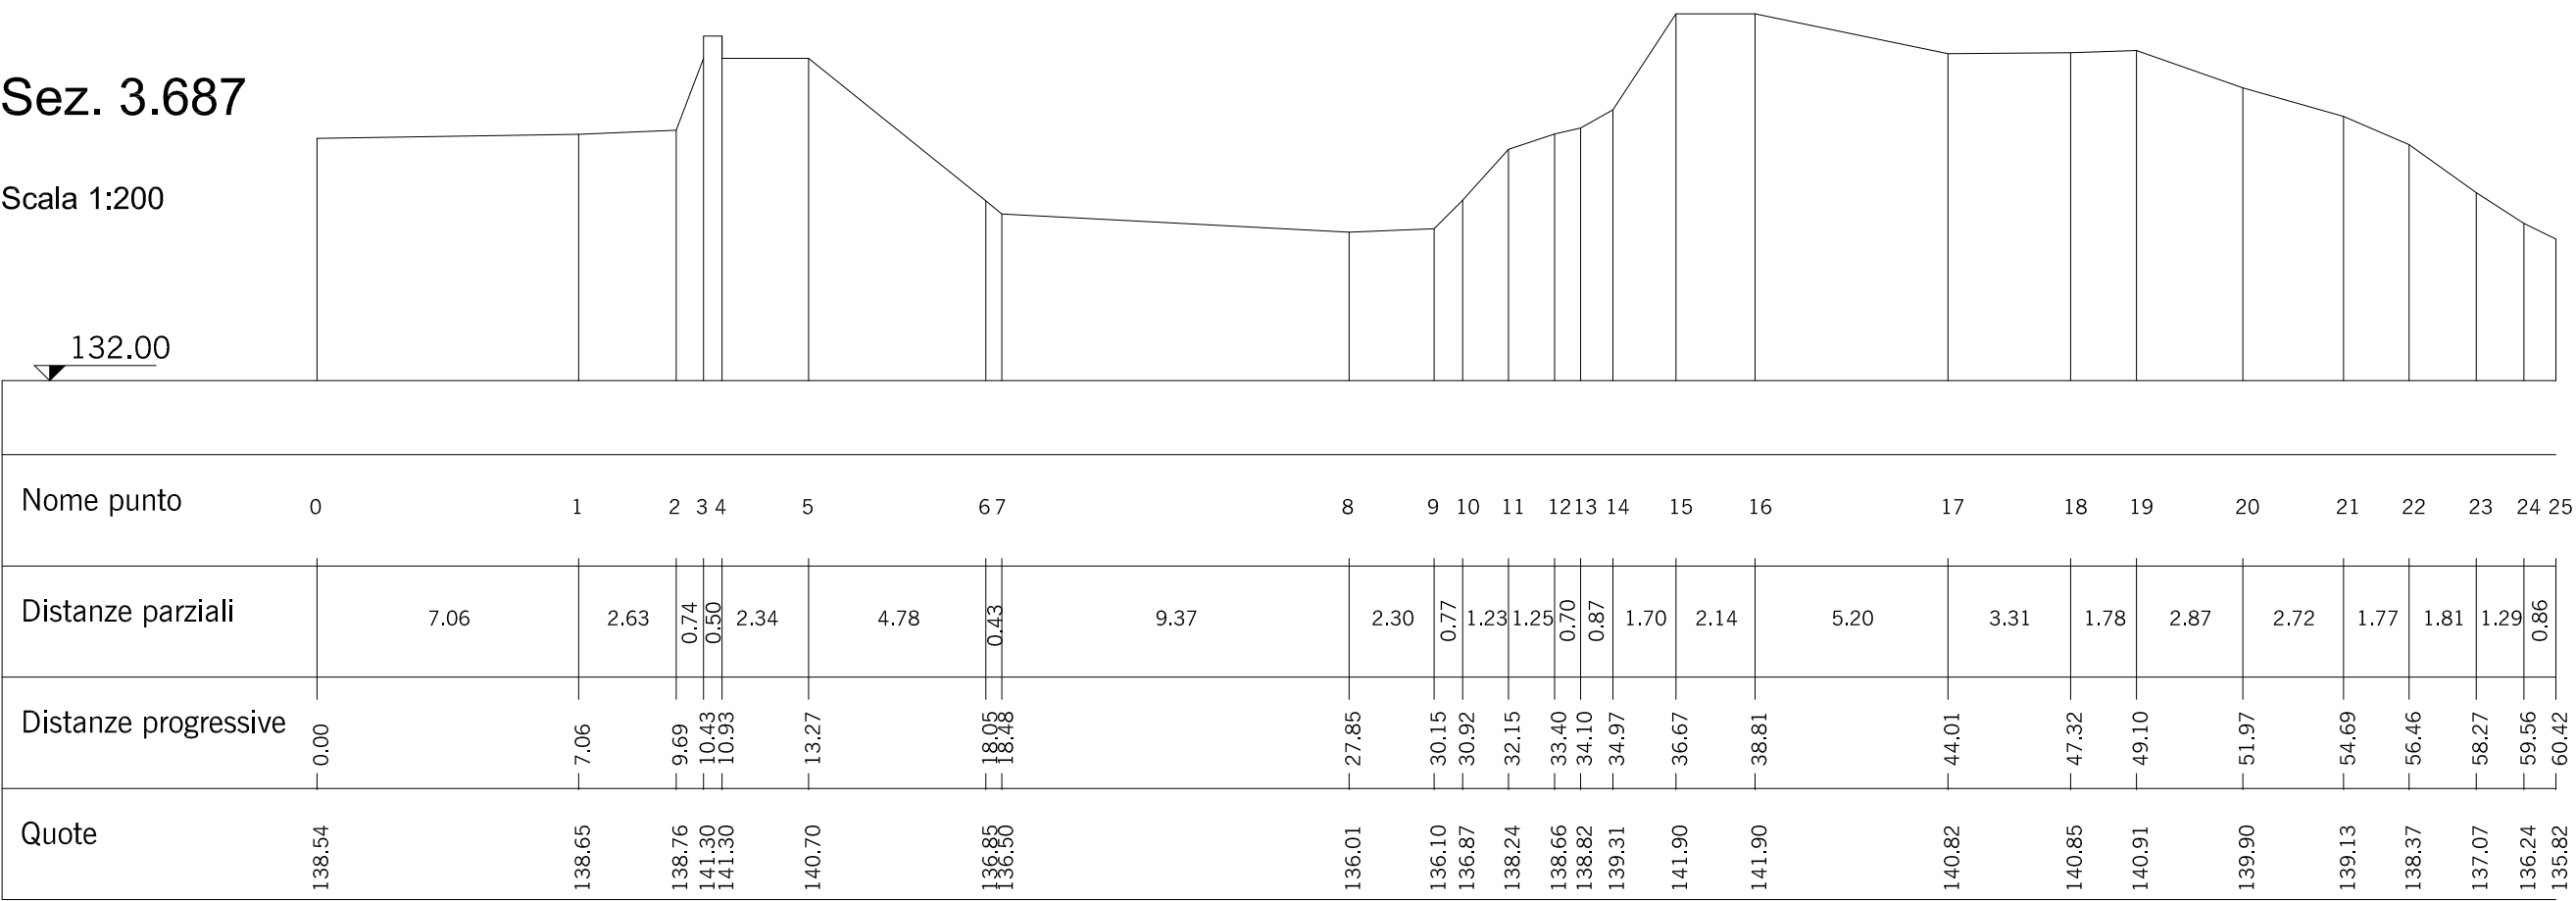 Sez. 3.687
Scala 1:200
132.00
Nome punto 0 1 2 3 4 5 6 7 8 9 10 11 12 13 14 15 16 17 18 19 20 21 22 23 24 25
Distanze parziali 7.06 2.63 0.74 0.50 2.34 4.78 0.43 9.37 2.30 0.77 1.23 1.25 0.70 0.87 1.70 2.14 5.20 3.31 1.78 2.87 2.72 1.77 1.81 1.29 0.86
Distanze progressive 0.00 7.06 9.69 10.43 10.93 13.27 18.05 18.48 27.85 30.15 30.92 32.15 33.40 34.10 34.97 36.67 38.81 44.01 47.32 49.10 51.97 54.69 56.46 58.27 59.56 60.42
Quote 138.54 138.65 138.76 141.30 141.30 140.70 136.85 136.50 136.01 136.10 136.87 138.24 138.66 138.82 139.31 141.90 141.90 140.82 140.85 140.91 139.90 139.13 138.37 137.07 136.24 135.82